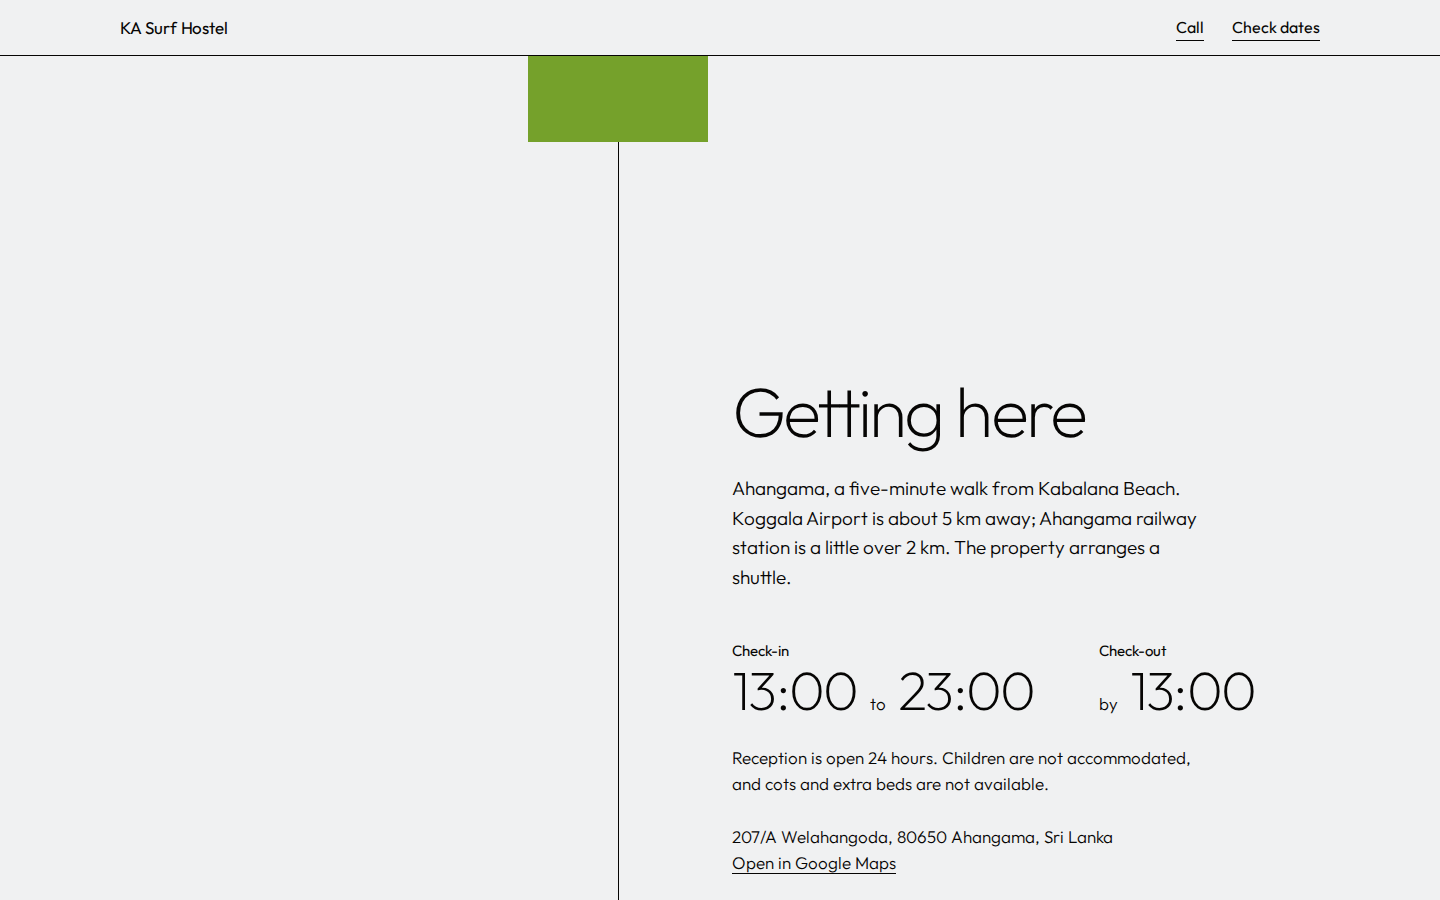 KA Surf Hostel
Call
Check dates
Getting here
Ahangama, a five-minute walk from Kabalana Beach.
Koggala Airport is about 5 km away; Ahangama railway
station is a little over 2 km. The property arranges a
shuttle.
Check-in
13:00 to 23:00
Check-out
by 13:00
Reception is open 24 hours. Children are not accommodated,
and cots and extra beds are not available.
207/A Welahangoda, 80650 Ahangama, Sri Lanka
Open in Google Maps